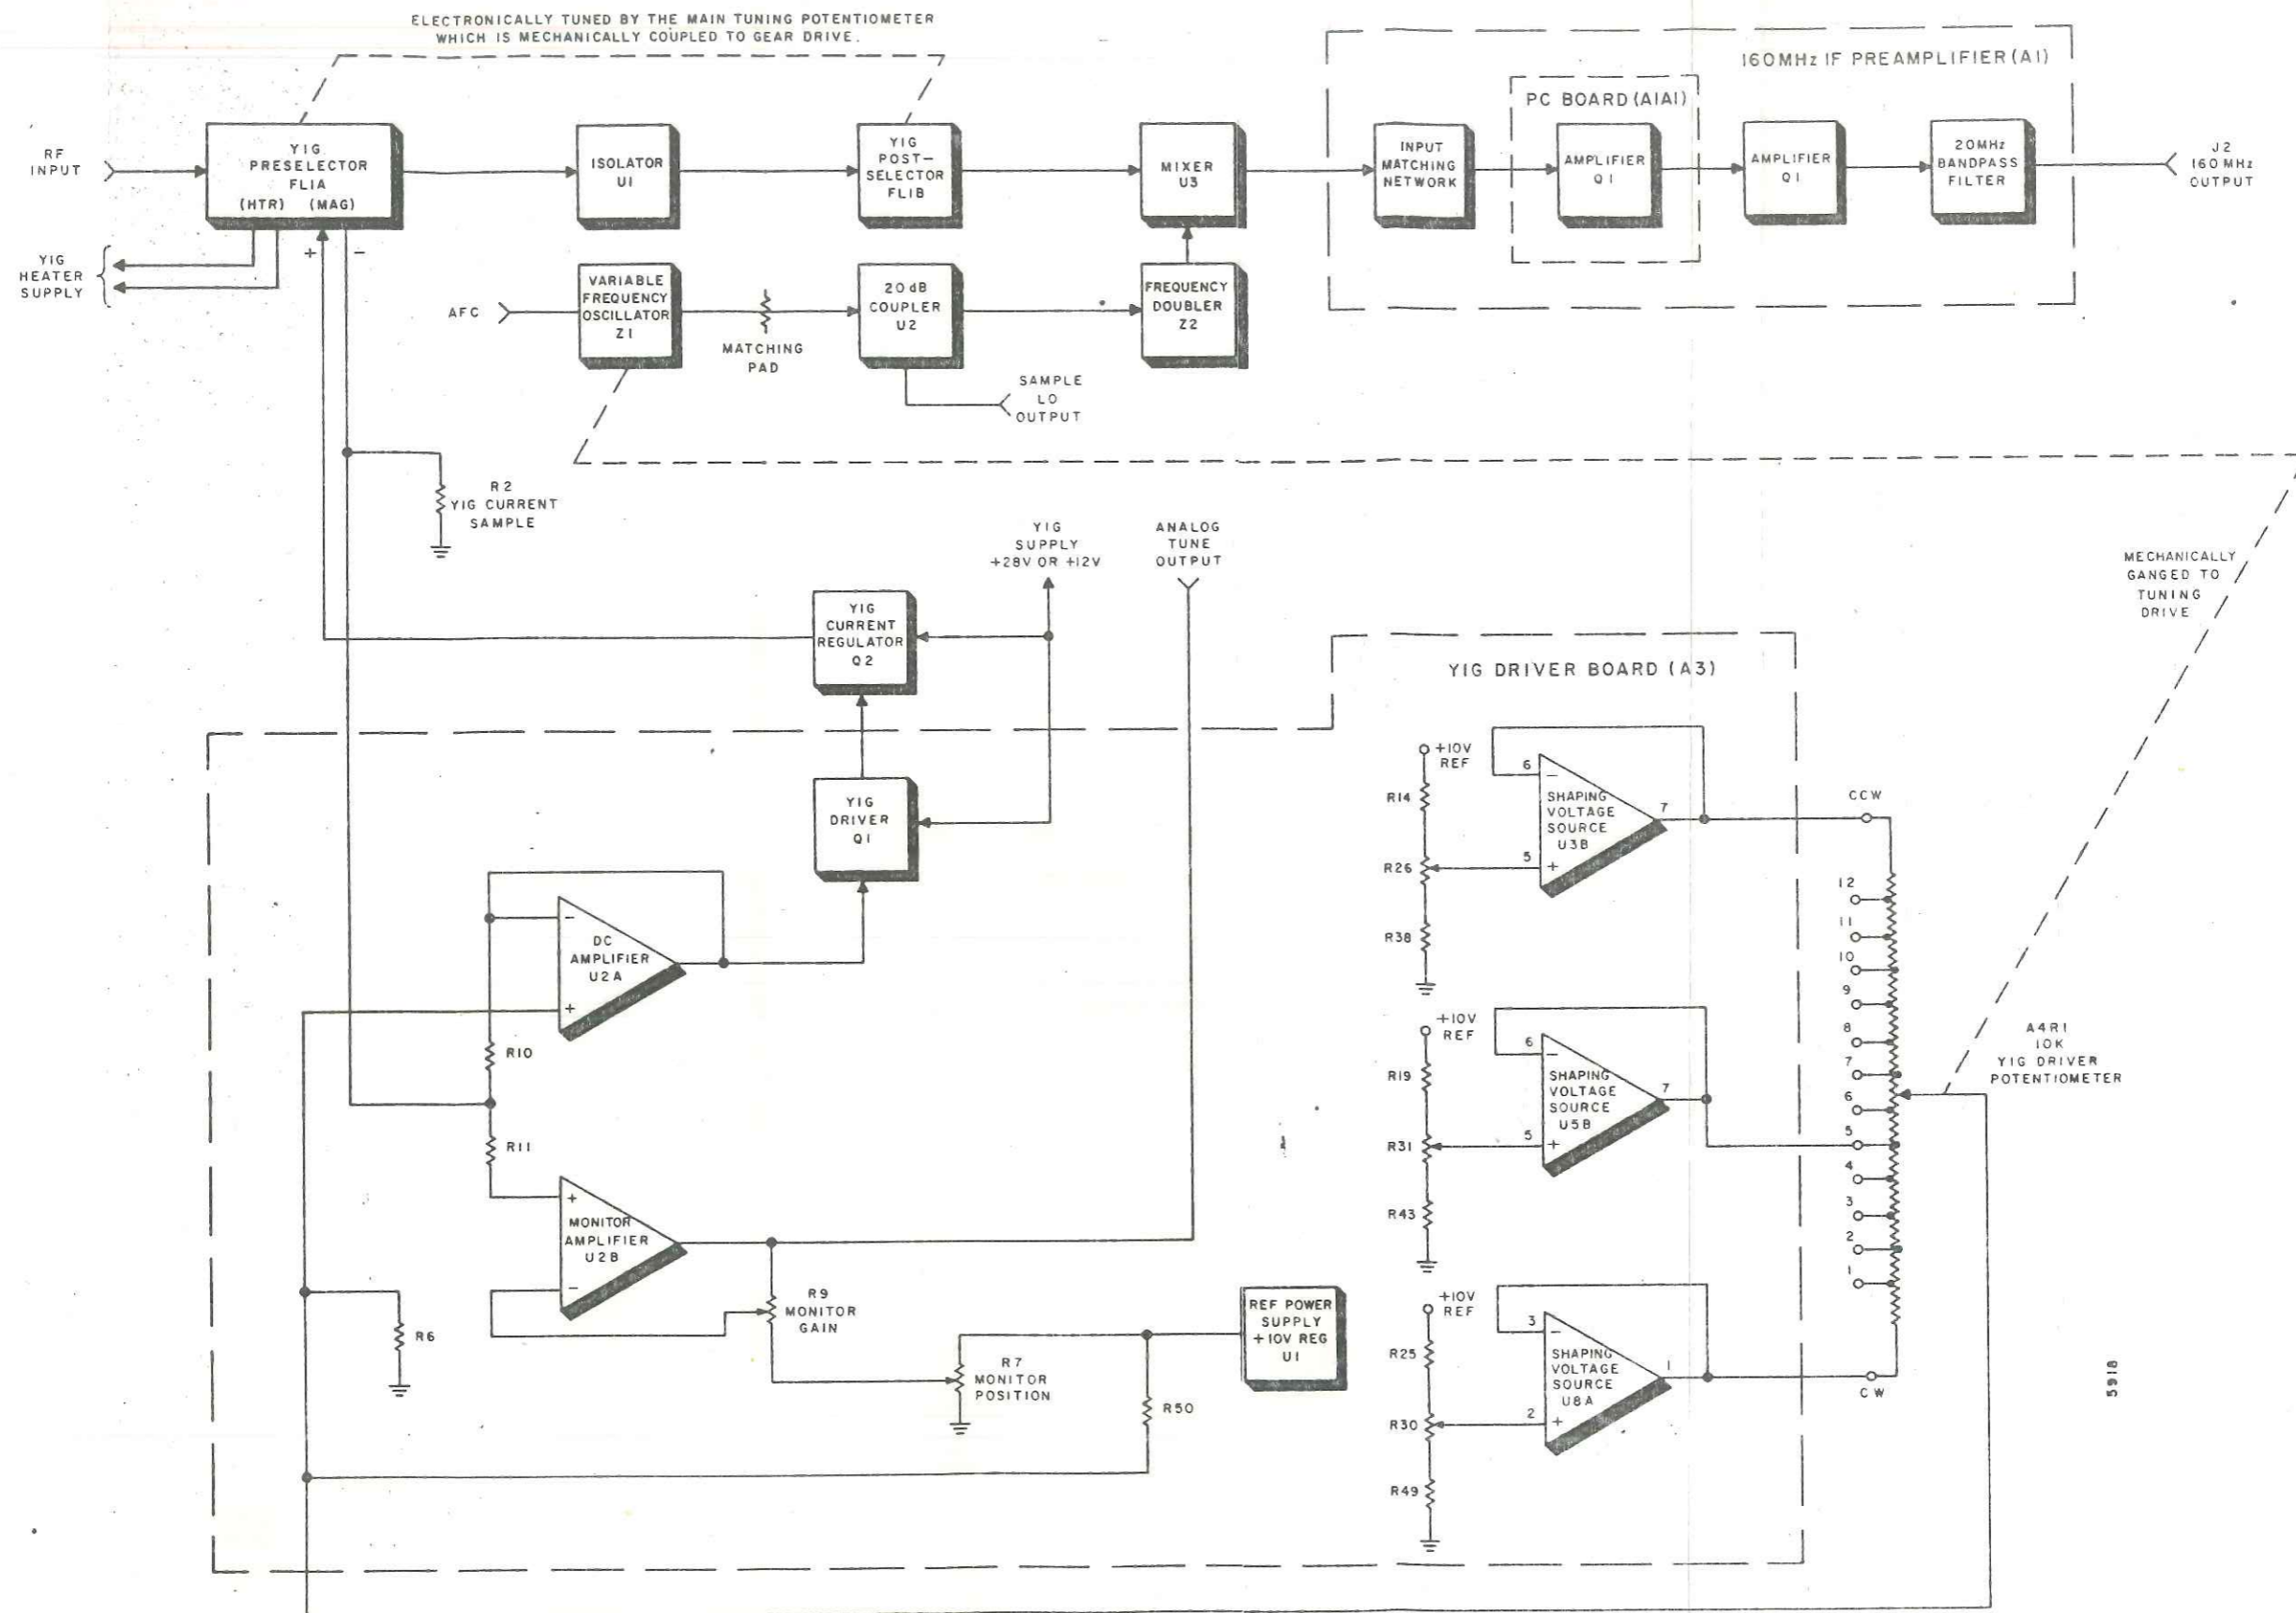 ELECTRONICALLY TUNED BY THE MAIN TUNING POTENTIOMETER
WHICH IS MECHANICALLY COUPLED TO GEAR DRIVE.
160MHz IF PREAMPLIFIER (A1)
PC BOARD (A1A1)
RF
INPUT
YIG
PRESELECTOR
FL1A
(HTR) (MAG)
ISOLATOR
U1
YIG
POST-
SELECTOR
FL1B
MIXER
U3
INPUT
MATCHING
NETWORK
AMPLIFIER
Q1
AMPLIFIER
Q1
20MHz
BANDPASS
FILTER
J2
160 MHz
OUTPUT
+
-
YIG
HEATER
SUPPLY
AFC
VARIABLE
FREQUENCY
OSCILLATOR
Z1
MATCHING
PAD
20 dB
COUPLER
U2
FREQUENCY
DOUBLER
Z2
SAMPLE
LO
OUTPUT
R2
YIG CURRENT
SAMPLE
YIG
SUPPLY
+28V OR +12V
ANALOG
TUNE
OUTPUT
MECHANICALLY
GANGED TO
TUNING
DRIVE
YIG
CURRENT
REGULATOR
Q2
YIG DRIVER BOARD (A3)
YIG
DRIVER
Q1
+10V
REF
R14
R26
R38
6
-
5
+
SHAPING
VOLTAGE
SOURCE
U3B
7
CCW
DC
AMPLIFIER
U2A
-
+
R10
R11
+10V
REF
R19
R31
R43
6
-
5
+
SHAPING
VOLTAGE
SOURCE
U5B
7
12
11
10
9
8
7
6
5
4
3
2
1
A4R1
10K
YIG DRIVER
POTENTIOMETER
+
MONITOR
AMPLIFIER
U2B
-
R9
MONITOR
GAIN
R6
R7
MONITOR
POSITION
REF POWER
SUPPLY
+10V REG
U1
R50
+10V
REF
R25
R30
R49
3
-
2
+
SHAPING
VOLTAGE
SOURCE
U8A
1
CW
5918